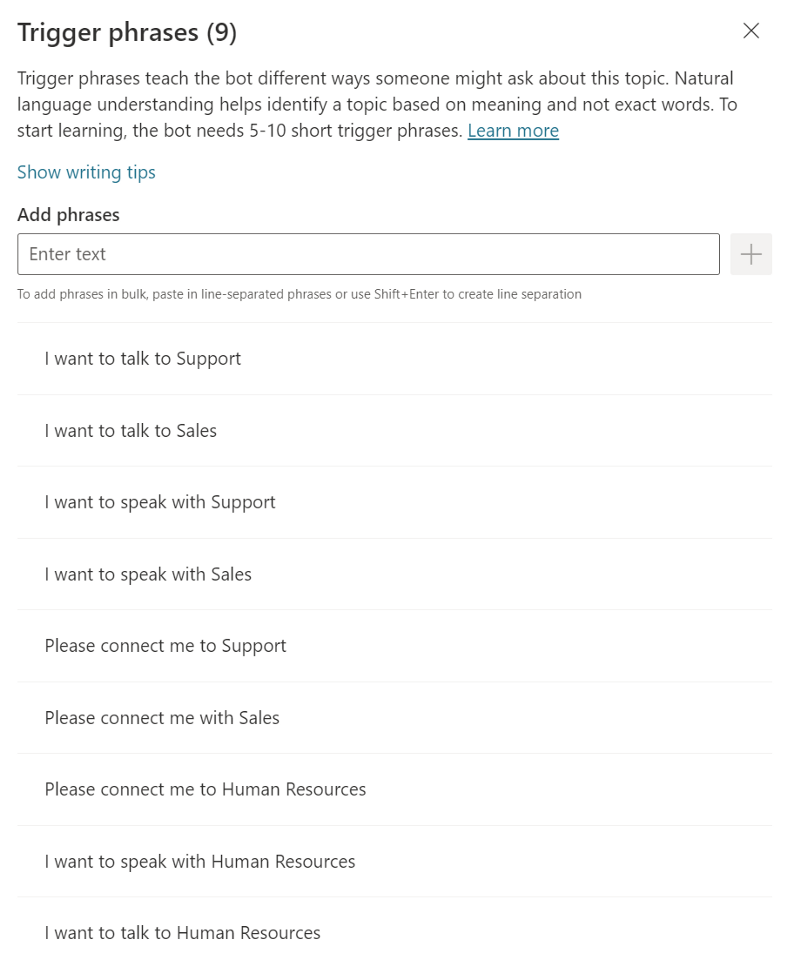 Trigger phrases (9)
Trigger phrases teach the bot different ways someone might ask about this topic. Natural
language understanding helps identify a topic based on meaning and not exact words. To
start learning, the bot needs 5-10 short trigger phrases. Learn more
Show writing tips
Add phrases
Enter text
To add phrases in bulk, paste in line-separated phrases or use Shift+Enter to create line separation
I want to talk to Support
I want to talk to Sales
I want to speak with Support
I want to speak with Sales
Please connect me to Support
Please connect me with Sales
Please connect me to Human Resources
I want to speak with Human Resources
I want to talk to Human Resources